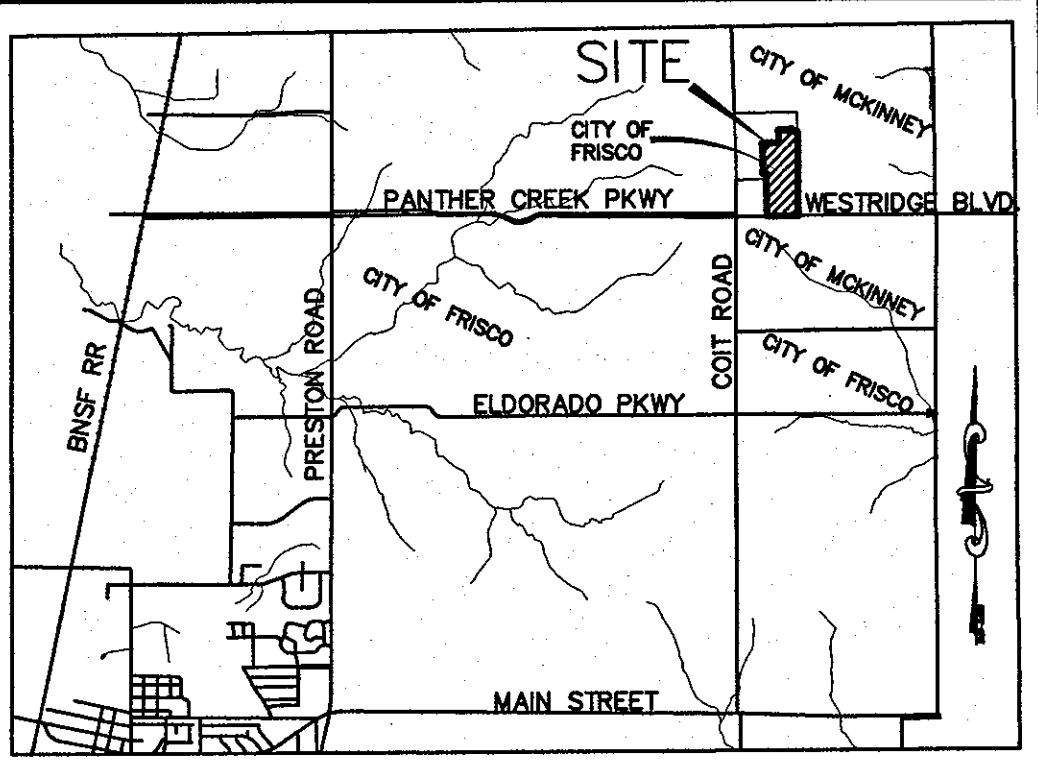 SITE
CITY OF MCKINNEY
CITY OF
FRISCO
PANTHER CREEK PKWY
WESTRIDGE BLVD.
CITY OF MCKINNEY
CITY OF FRISCO
PRESTON ROAD
COIT ROAD
BNSF RR
CITY OF FRISCO
ELDORADO PKWY
MAIN STREET